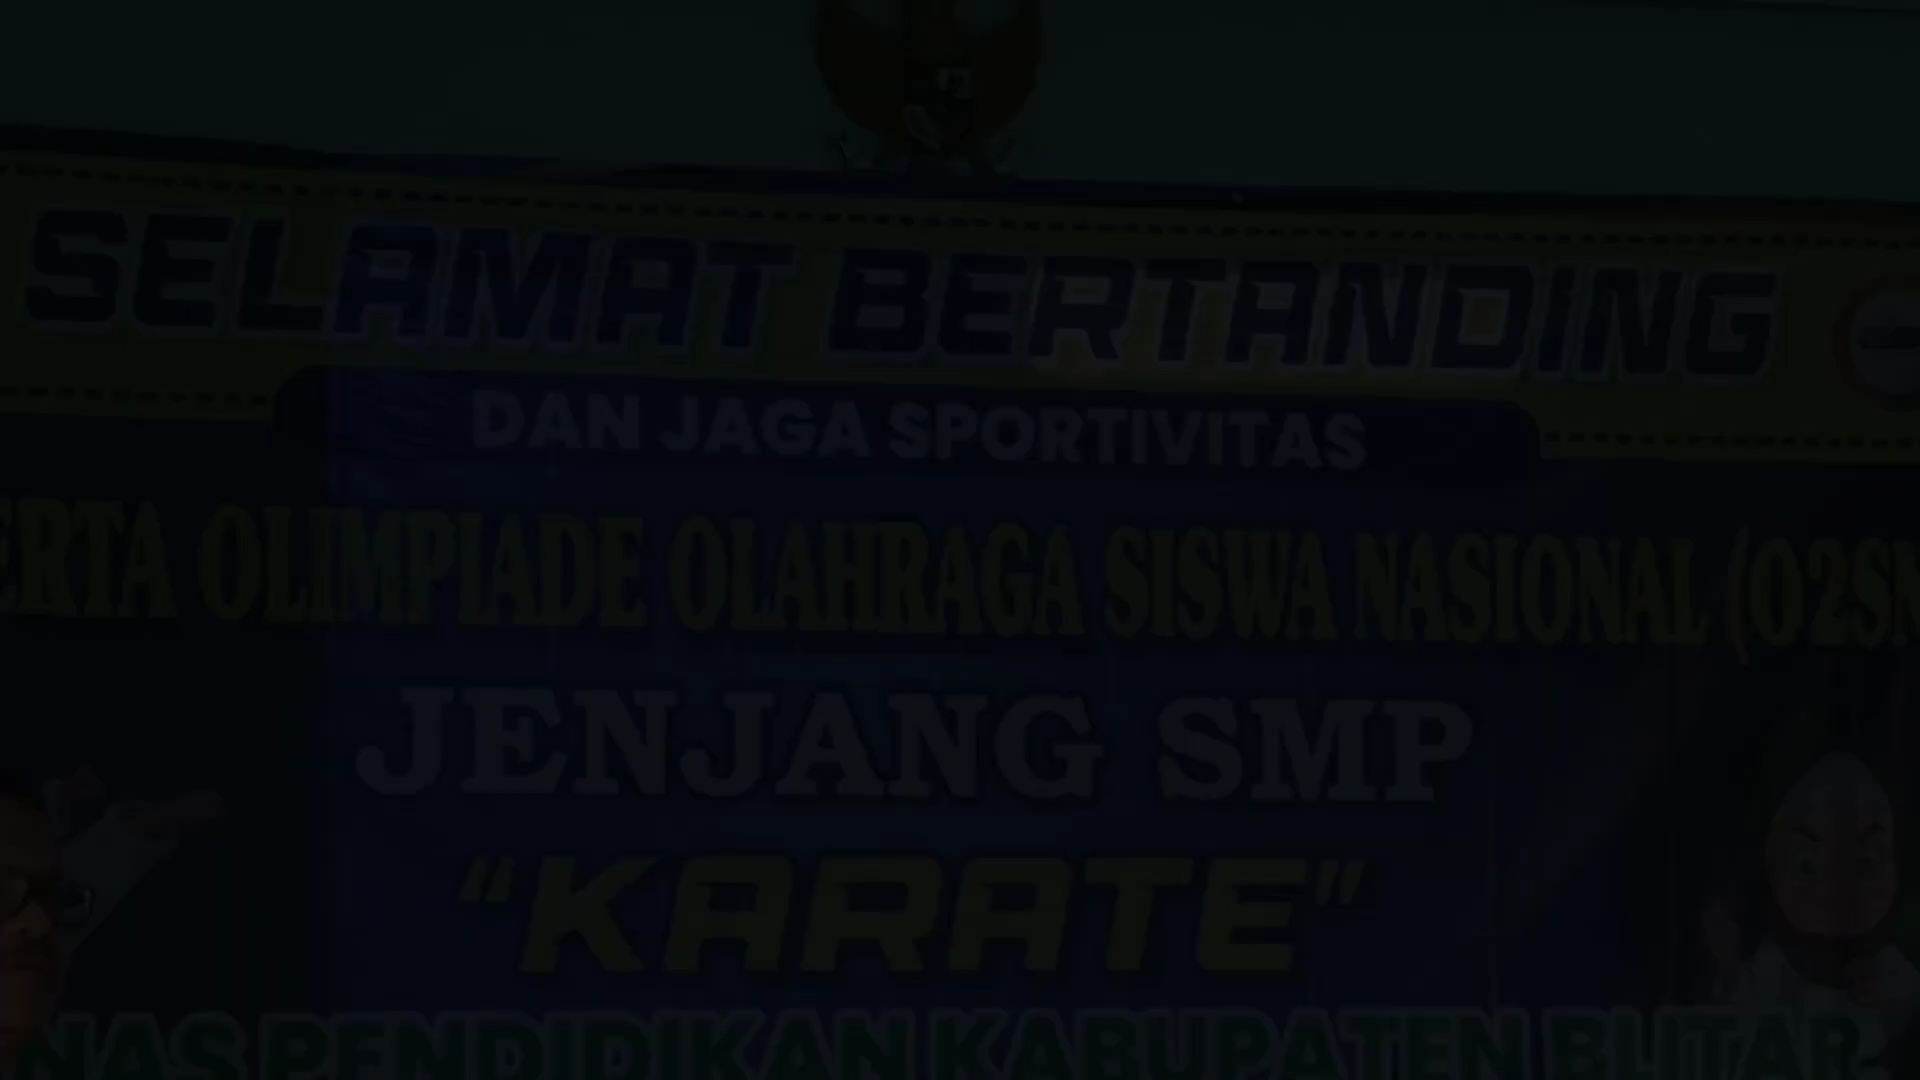 SELAMAT BERTANDING
DAN JAGA SPORTIVITAS
ERTA OLIMPIADE OLAHRAGA SISWA NASIONAL (O2SN
JENJANG SMP
“KARATE”
NAS PENDIDIKAN KABUPATEN BLITAR